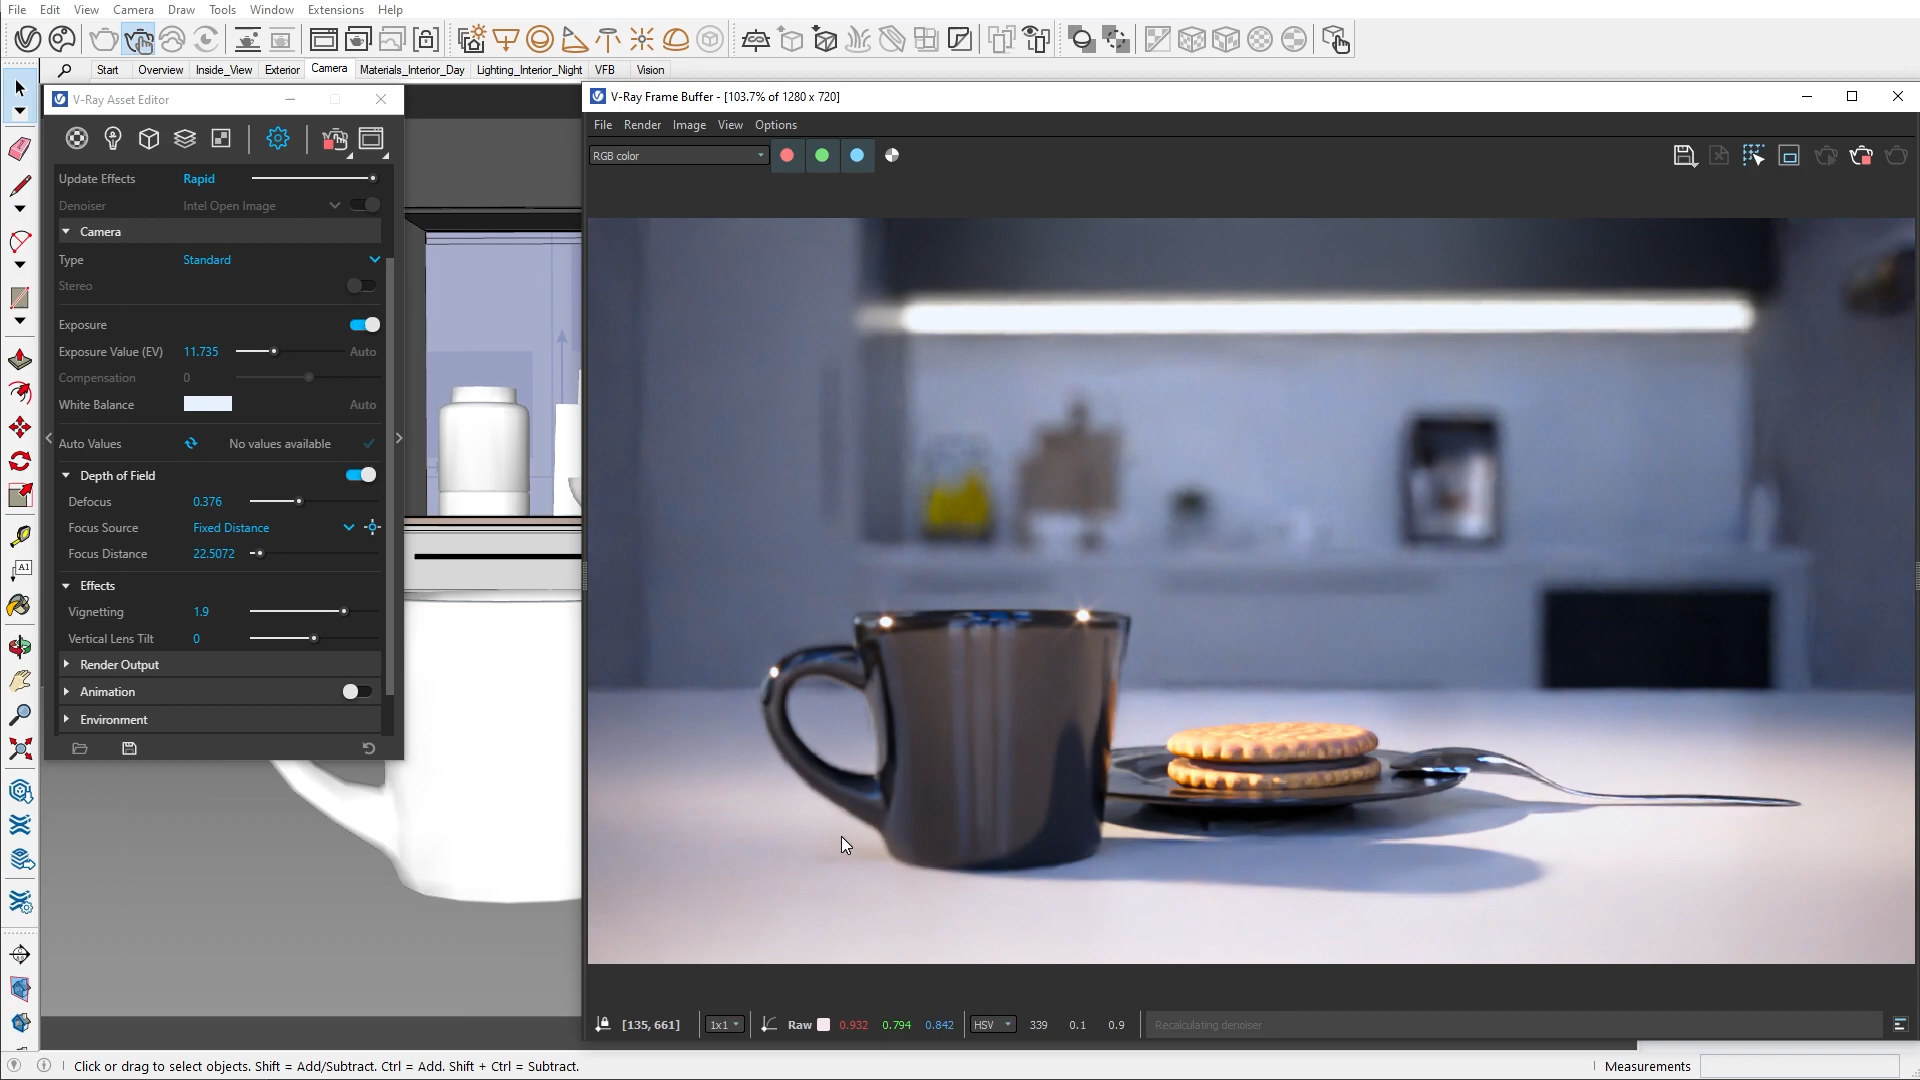 File Edit View Camera Draw Tools Window Extensions Help
Start Overview Inside_View Exterior Camera Materials_Interior_Day Lighting_Interior_Night VFB Vision
V-Ray Asset Editor
Update Effects Rapid
Denoiser Intel Open Image
Camera
Type Standard
Stereo
Exposure
Exposure Value (EV) 11.735 Auto
Compensation 0
White Balance Auto
Auto Values No values available
Depth of Field
Defocus 0.376
Focus Source Fixed Distance
Focus Distance 22.5072
Effects
Vignetting 1.9
Vertical Lens Tilt 0
Render Output
Animation
Environment
A1
V-Ray Frame Buffer - [103.7% of 1280 x 720]
File Render Image View Options
RGB color
[135, 661] 1x1 Raw 0.932 0.794 0.842 HSV 339 0.1 0.9 Recalculating denoiser
Click or drag to select objects. Shift = Add/Subtract. Ctrl = Add. Shift + Ctrl = Subtract. Measurements